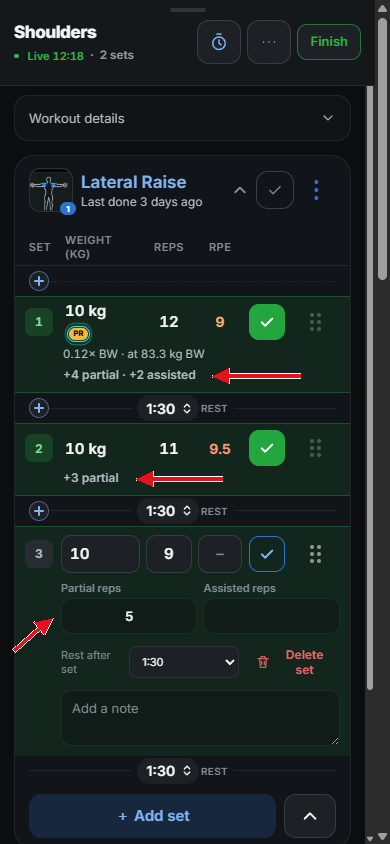 Shoulders
Live 12:18 · 2 sets
...
Finish
Workout details
Lateral Raise
1
Last done 3 days ago
SET WEIGHT (KG) REPS RPE
1 10 kg 12 9
PR
0.12× BW · at 83.3 kg BW
+4 partial · +2 assisted
1:30 REST
2 10 kg 11 9.5
+3 partial
1:30 REST
3 10 9 –
Partial reps Assisted reps
5
Rest after set 1:30 Delete set
Add a note
1:30 REST
+ Add set